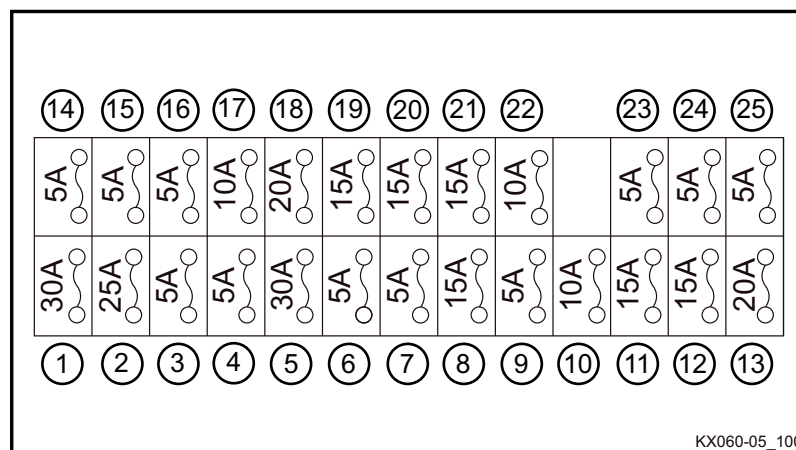 14 15 16 17 18 19 20 21 22 23 24 25
5A 5A 5A 10A 20A 15A 15A 15A 10A 5A 5A 5A
30A 25A 5A 5A 30A 5A 5A 15A 5A 10A 15A 15A 20A
1 2 3 4 5 6 7 8 9 10 11 12 13
KX060-05_100